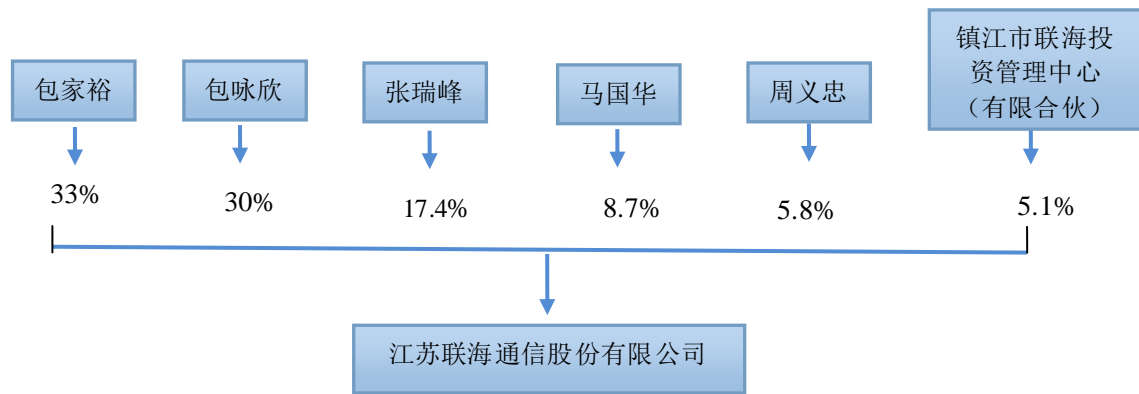 包家裕
包咏欣
张瑞峰
马国华
周义忠
镇江市联海投
资管理中心
（有限合伙）
33%
30%
17.4%
8.7%
5.8%
5.1%
江苏联海通信股份有限公司